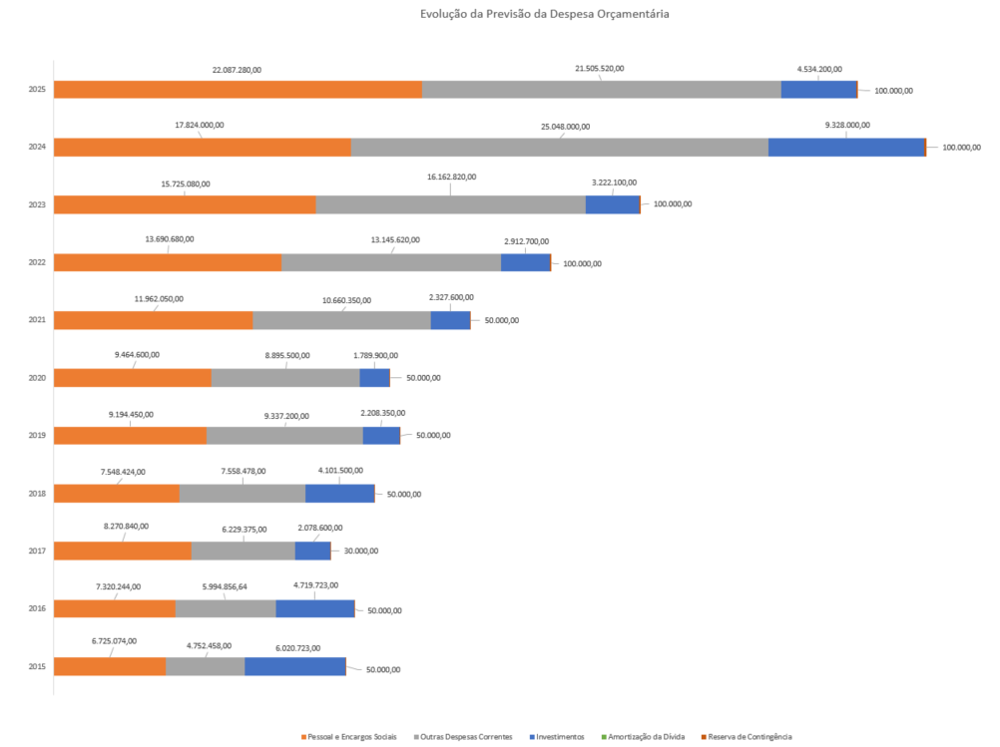 Evolução da Previsão da Despesa Orçamentária
22.087.280,00 21.505.520,00 4.534.200,00
2025 100.000,00
17.824.000,00 25.048.000,00 9.328.000,00
2024 100.000,00
15.725.080,00 16.162.820,00 3.222.100,00
2023 100.000,00
13.690.680,00 13.145.620,00 2.912.700,00
2022 100.000,00
11.962.050,00 10.660.350,00 2.327.600,00
2021 50.000,00
9.464.600,00 8.895.500,00 1.789.900,00
2020 50.000,00
9.194.450,00 9.337.200,00 2.208.350,00
2019 50.000,00
7.548.424,00 7.558.478,00 4.101.500,00
2018 50.000,00
8.270.840,00 6.229.375,00 2.078.600,00
2017 30.000,00
7.320.244,00 5.994.856,64 4.719.723,00
2016 50.000,00
6.725.074,00 4.752.458,00 6.020.723,00
2015 50.000,00
Pessoal e Encargos Sociais Outras Despesas Correntes Investimentos Amortização da Dívida Reserva de Contingência